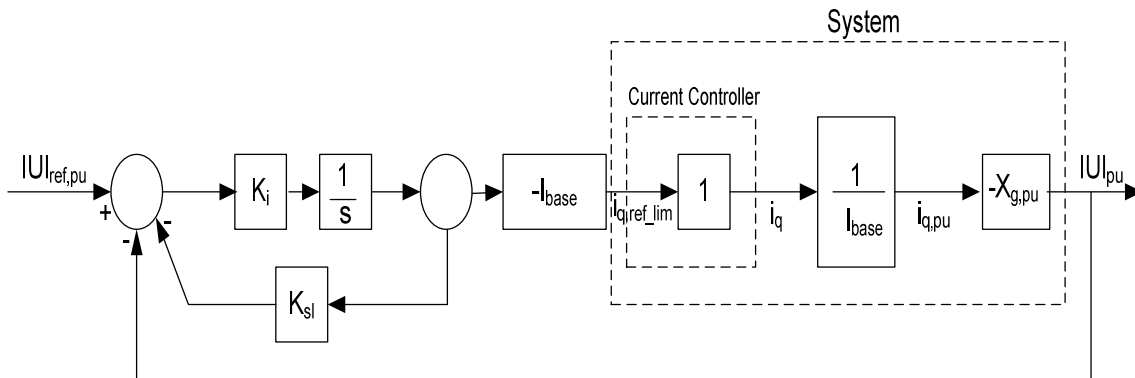 System
Current Controller
|U|ref,pu
+
-
-
Ki
1
s
-Ibase
iq,ref_lim
1
iq
1
Ibase
iq,pu
-Xg,pu
|U|pu
Ksl